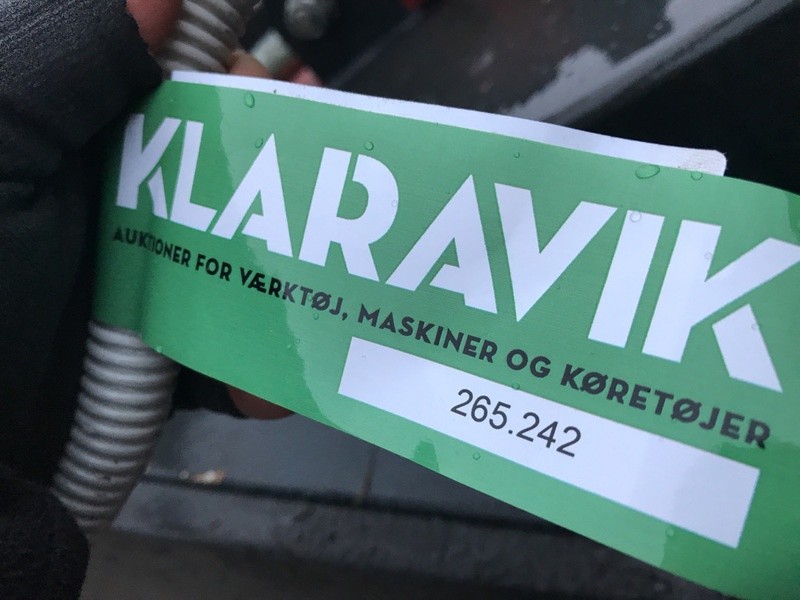 KLARAVIK
AUKTIONER FOR VÆRKTØJ, MASKINER OG KØRETØJER
265.242